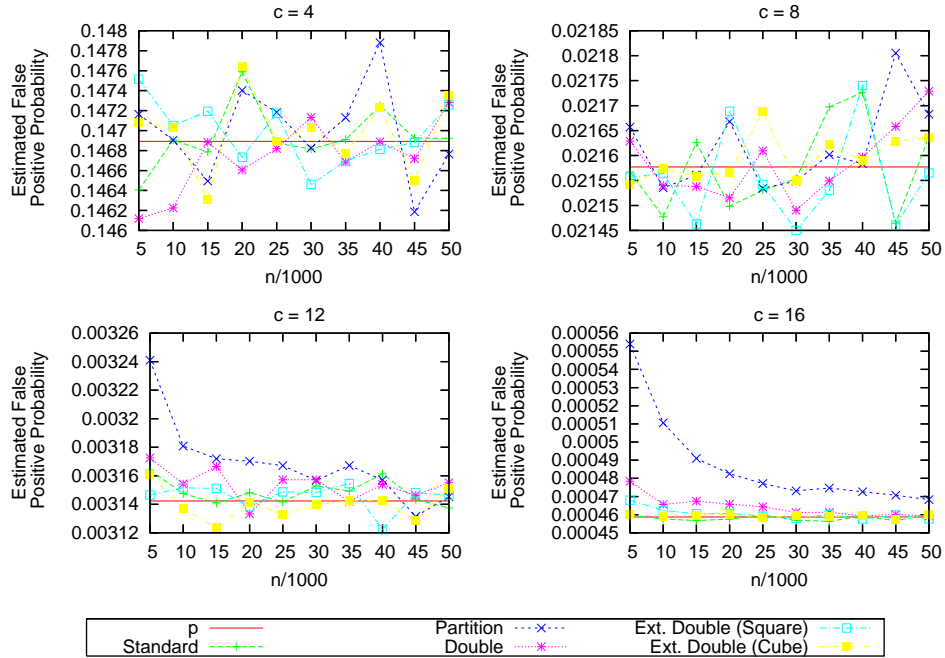 c = 4
Estimated False
Positive Probability
0.148
0.1478
0.1476
0.1474
0.1472
0.147
0.1468
0.1466
0.1464
0.1462
0.146
5 10 15 20 25 30 35 40 45 50
n/1000
c = 8
Estimated False
Positive Probability
0.02185
0.0218
0.02175
0.0217
0.02165
0.0216
0.02155
0.0215
0.02145
5 10 15 20 25 30 35 40 45 50
n/1000
c = 12
Estimated False
Positive Probability
0.00326
0.00324
0.00322
0.0032
0.00318
0.00316
0.00314
0.00312
5 10 15 20 25 30 35 40 45 50
n/1000
c = 16
Estimated False
Positive Probability
0.00056
0.00055
0.00054
0.00053
0.00052
0.00051
0.0005
0.00049
0.00048
0.00047
0.00046
0.00045
5 10 15 20 25 30 35 40 45 50
n/1000
p
Standard
Partition
Double
Ext. Double (Square)
Ext. Double (Cube)